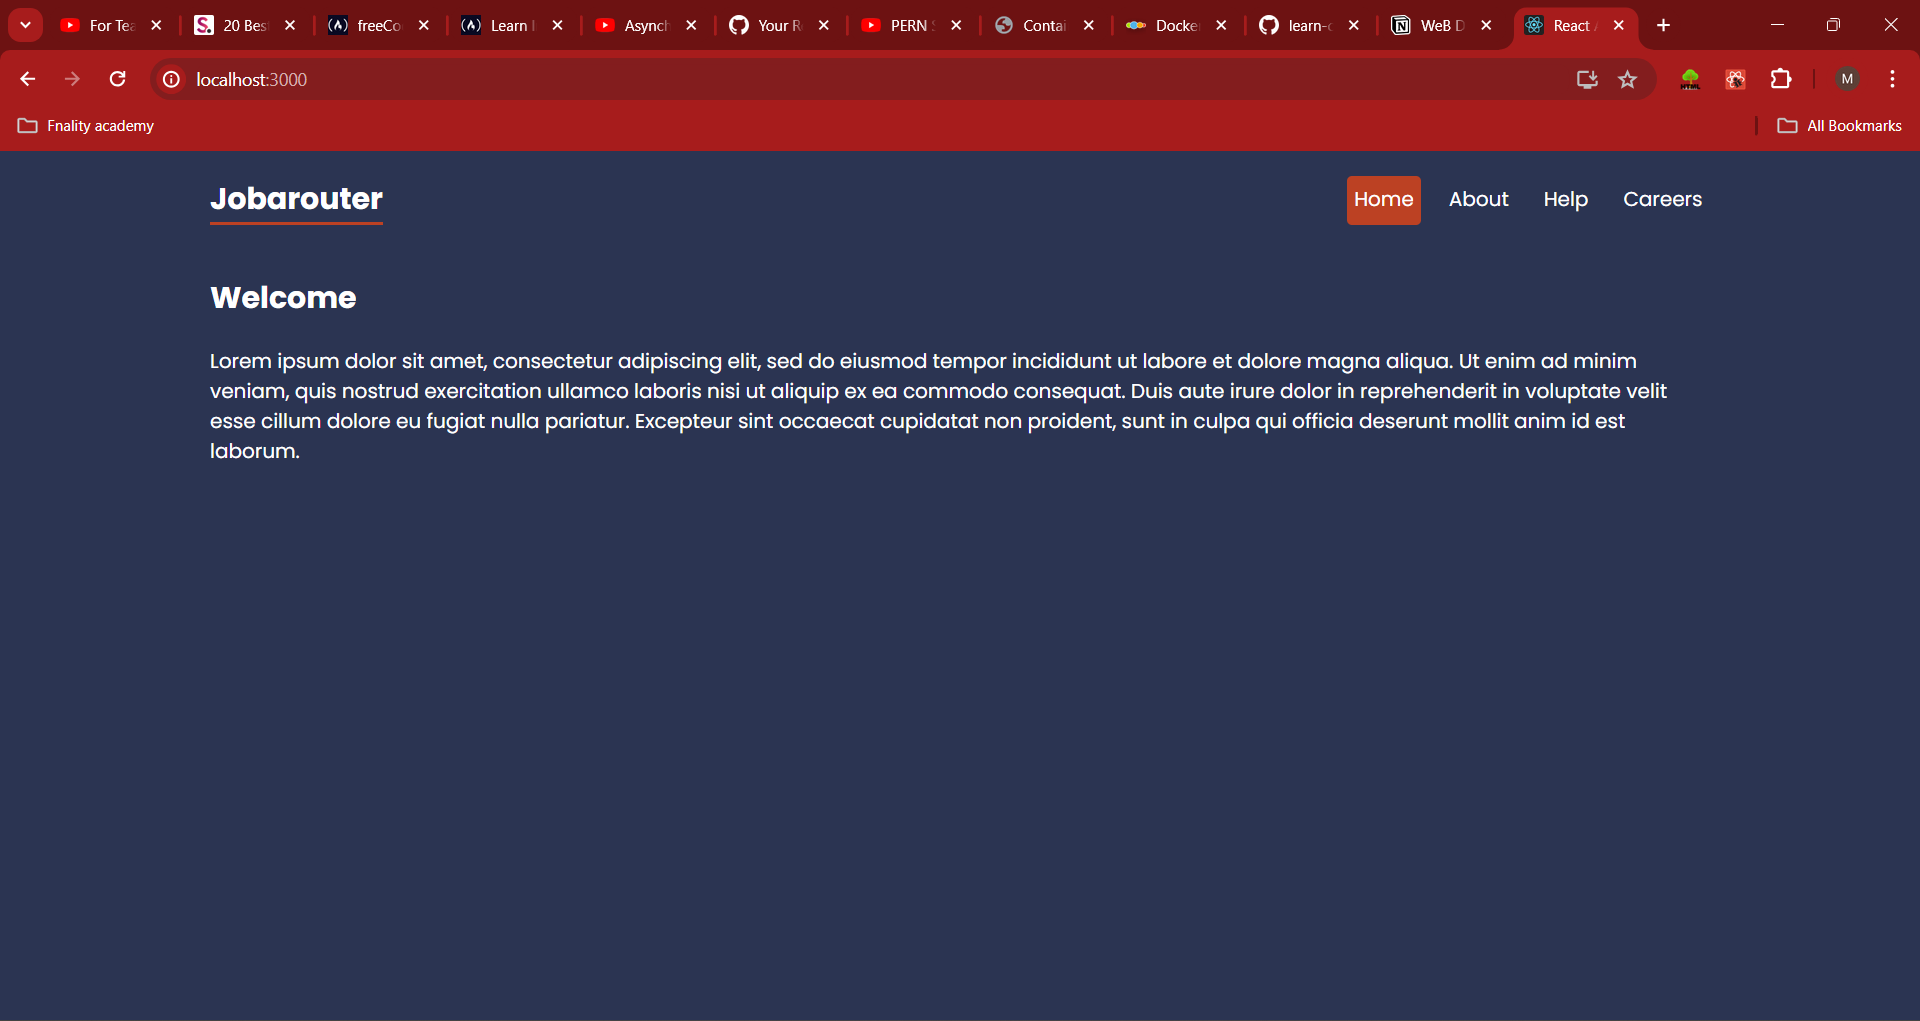 For Tea
20 Best
freeCo
Learn
Asynch
Your R
PERN
Contai
Docke
learn-
WeB D
React
localhost:3000
M
Fnality academy
All Bookmarks
Jobarouter
Home
About
Help
Careers
Welcome
Lorem ipsum dolor sit amet, consectetur adipiscing elit, sed do eiusmod tempor incididunt ut labore et dolore magna aliqua. Ut enim ad minim
veniam, quis nostrud exercitation ullamco laboris nisi ut aliquip ex ea commodo consequat. Duis aute irure dolor in reprehenderit in voluptate velit
esse cillum dolore eu fugiat nulla pariatur. Excepteur sint occaecat cupidatat non proident, sunt in culpa qui officia deserunt mollit anim id est
laborum.